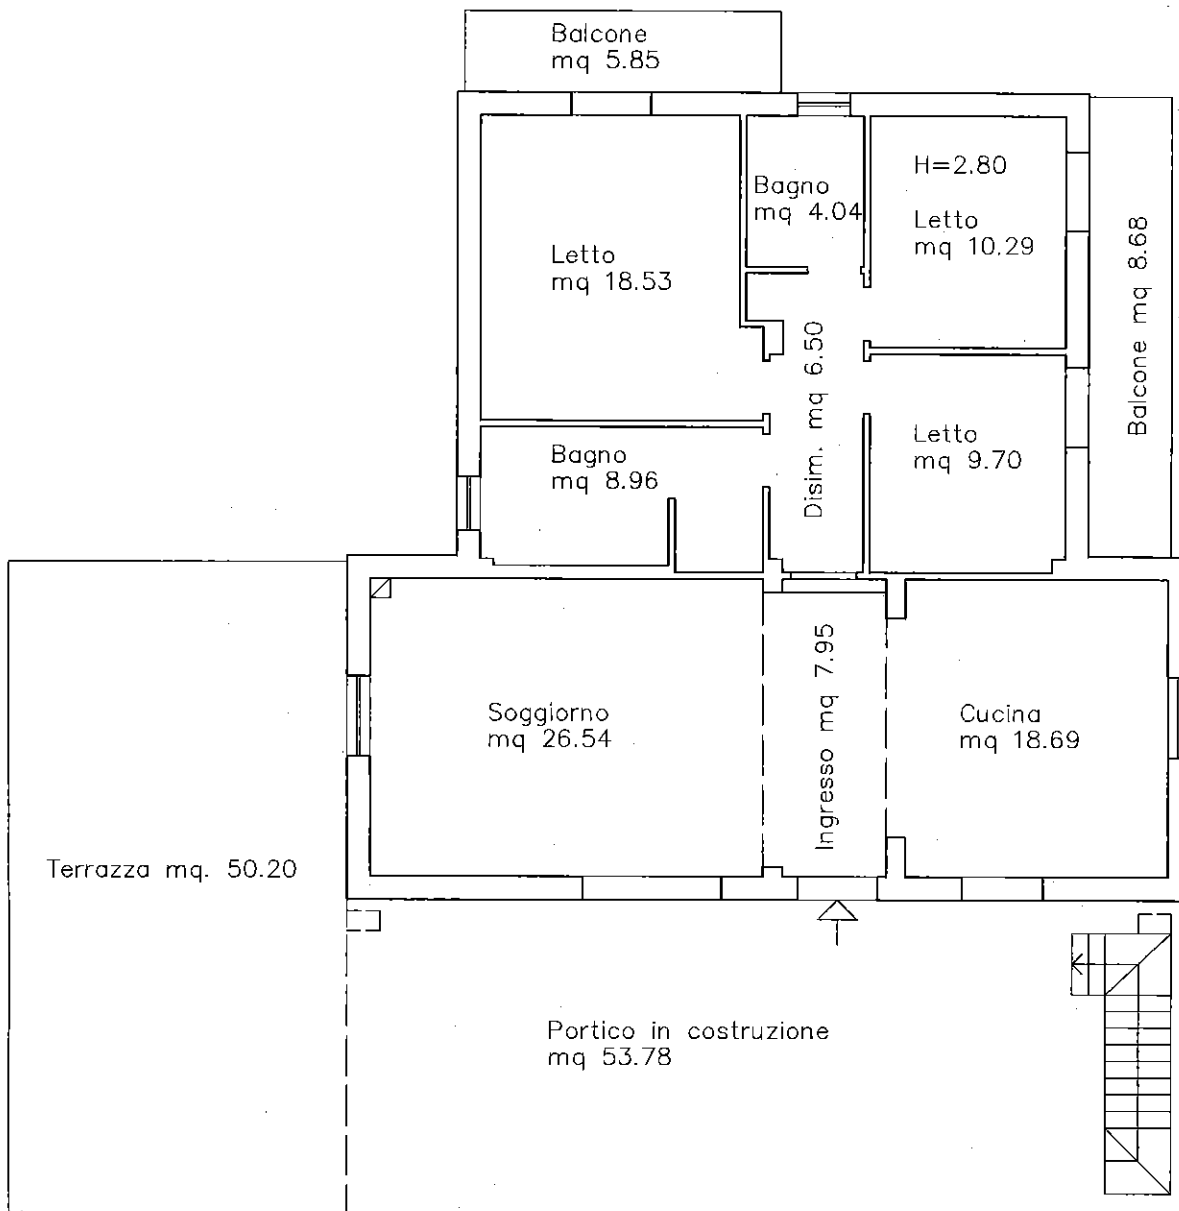 Balcone
mq 5.85
H=2.80
Bagno
mq 4.04
Letto
mq 10.29
Letto
mq 18.53
Balcone mq 8.68
Disim. mq 6.50
Letto
mq 9.70
Bagno
mq 8.96
Soggiorno
mq 26.54
Ingresso mq 7.95
Cucina
mq 18.69
Terrazza mq. 50.20
Portico in costruzione
mq 53.78